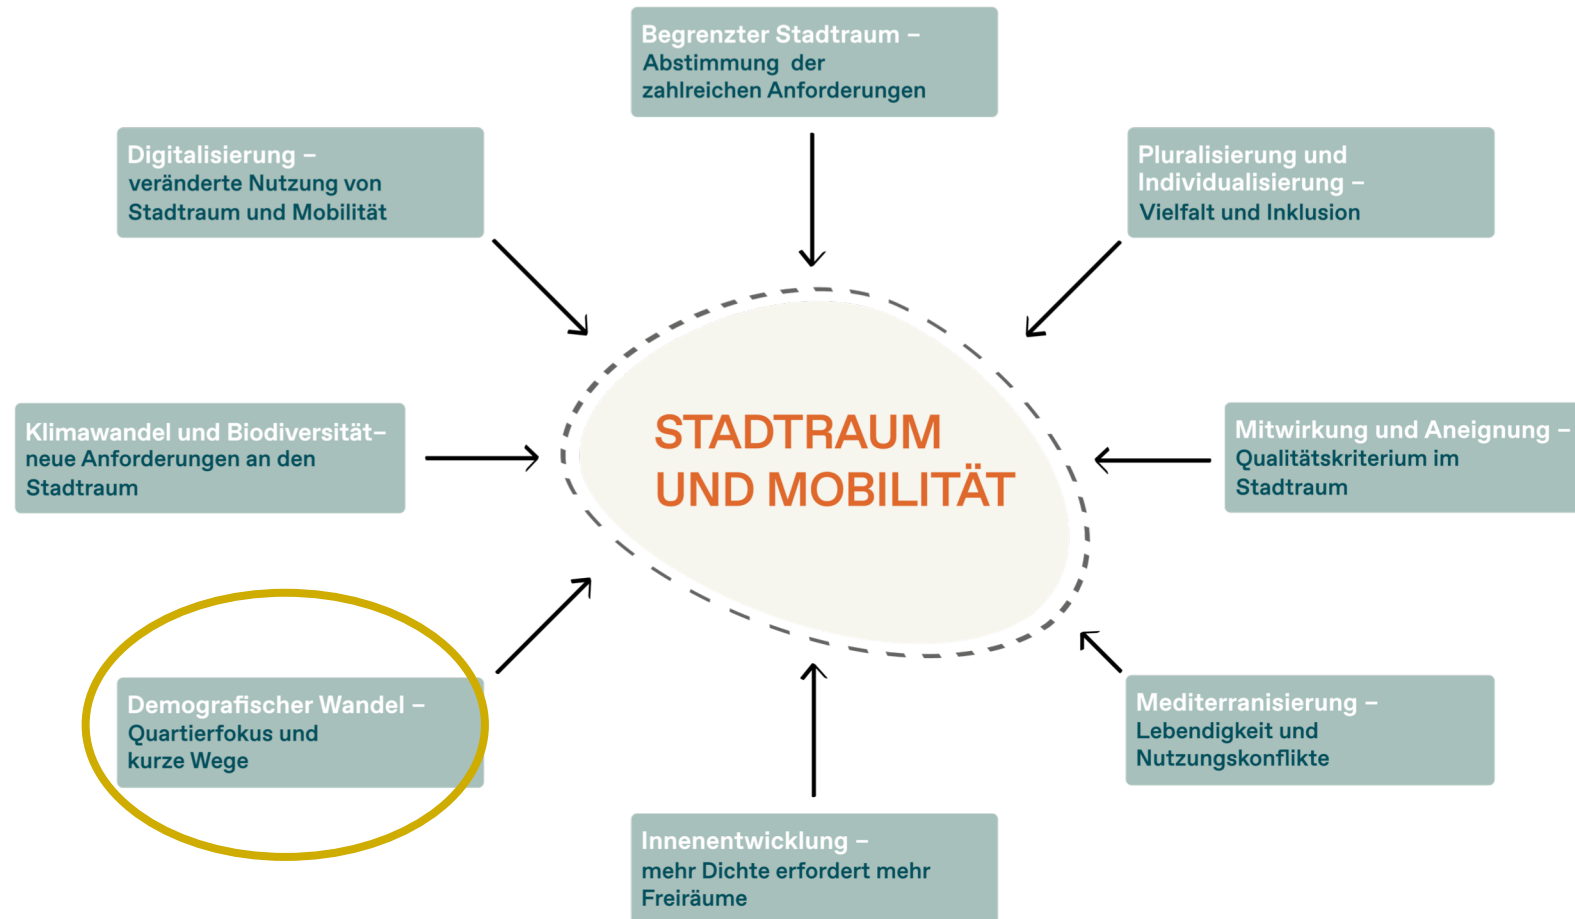 Begrenzter Stadtraum –
Abstimmung der
zahlreichen Anforderungen
Digitalisierung –
veränderte Nutzung von
Stadtraum und Mobilität
Pluralisierung und
Individualisierung –
Vielfalt und Inklusion
Klimawandel und Biodiversität–
neue Anforderungen an den
Stadtraum
STADTRAUM
UND MOBILITÄT
Mitwirkung und Aneignung –
Qualitätskriterium im
Stadtraum
Demografischer Wandel –
Quartierfokus und
kurze Wege
Mediterranisierung –
Lebendigkeit und
Nutzungskonflikte
Innenentwicklung –
mehr Dichte erfordert mehr
Freiräume